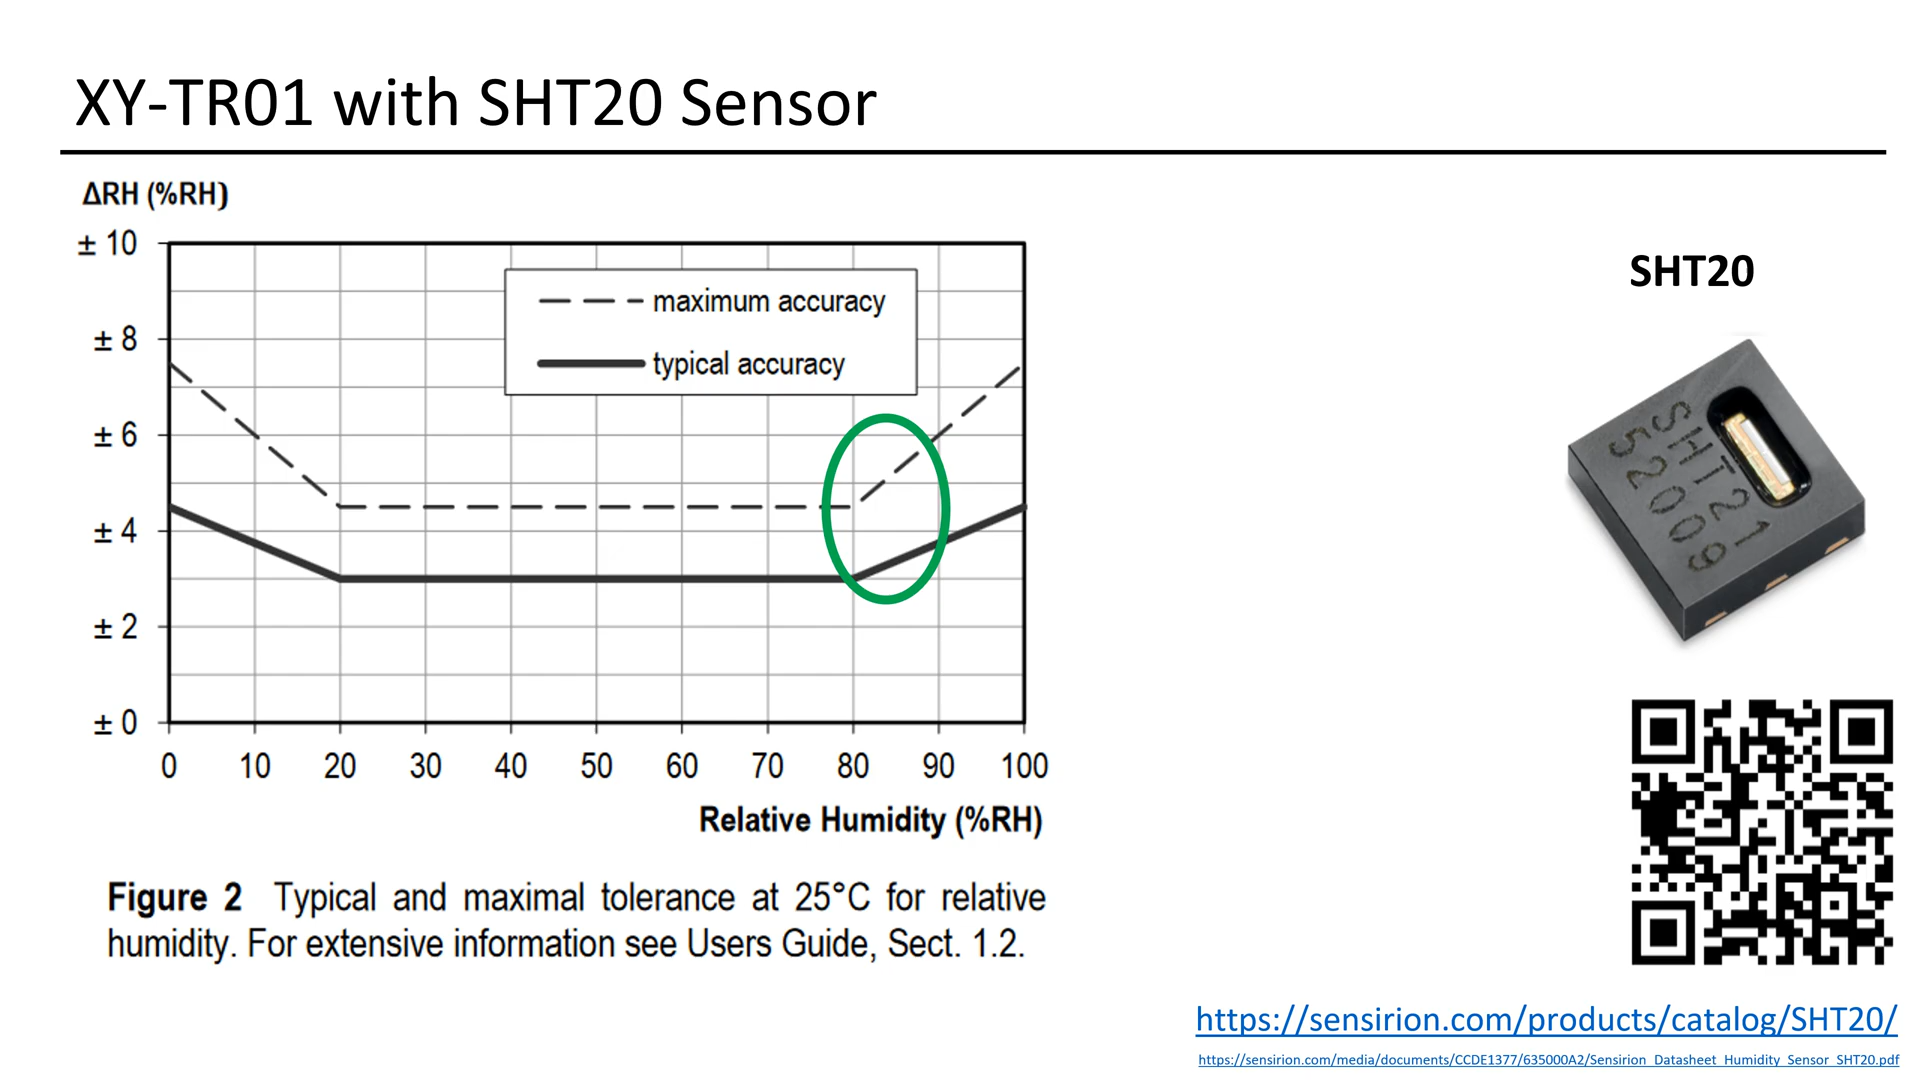 XY-TR01 with SHT20 Sensor
ΔRH (%RH)
± 10
± 8
± 6
± 4
± 2
± 0
maximum accuracy
typical accuracy
0 10 20 30 40 50 60 70 80 90 100
Relative Humidity (%RH)
Figure 2 Typical and maximal tolerance at 25°C for relative
humidity. For extensive information see Users Guide, Sect. 1.2.
SHT20
SHT21
52009
https://sensirion.com/products/catalog/SHT20/
https://sensirion.com/media/documents/CCDE1377/635000A2/Sensirion_Datasheet_Humidity_Sensor_SHT20.pdf